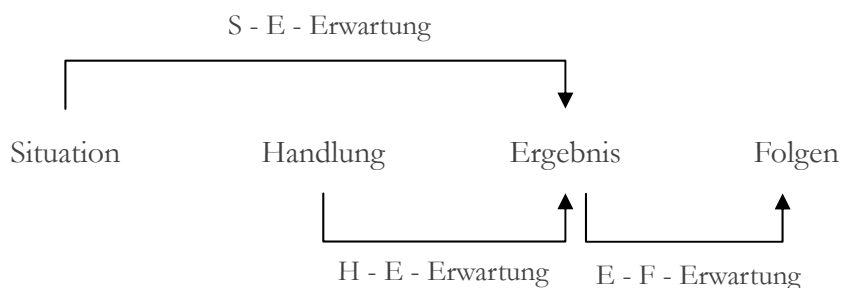 S - E - Erwartung
Situation Handlung Ergebnis Folgen
H - E - Erwartung E - F - Erwartung